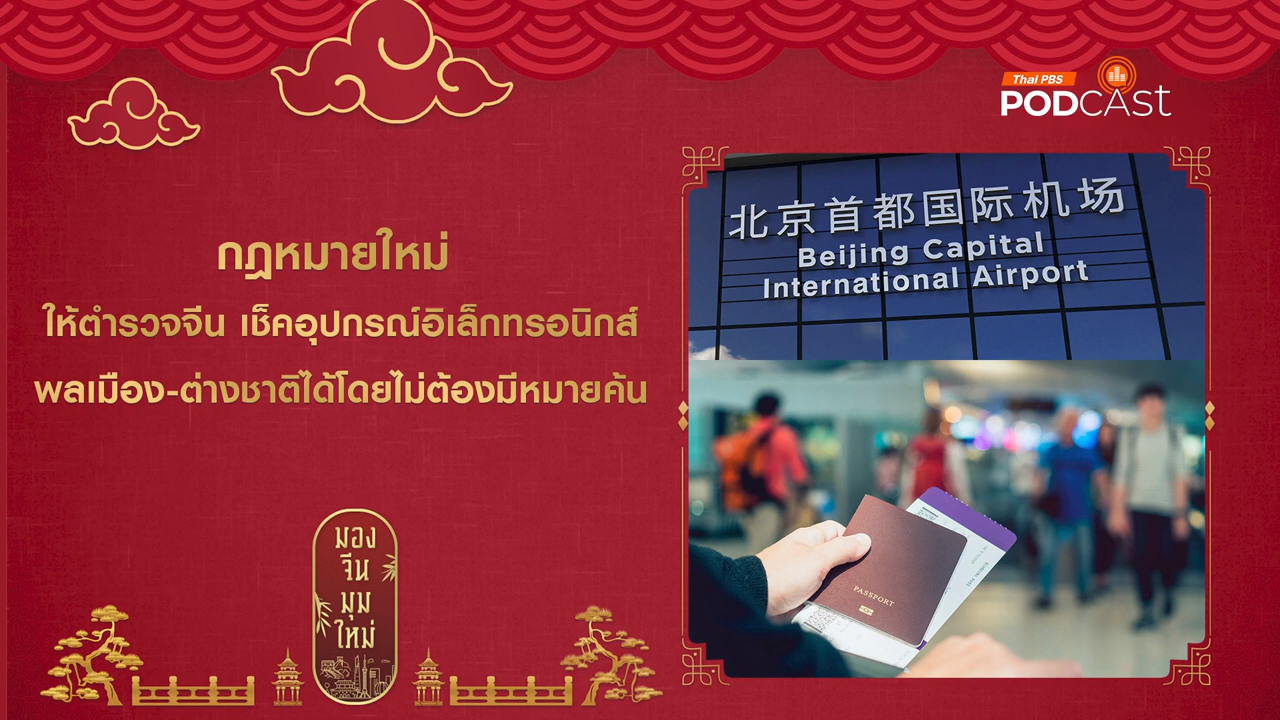 Thai PBS
PODCASt
กฎหมายใหม่
ให้ตำรวจจีน เช็คอุปกรณ์อิเล็กทรอนิกส์
พลเมือง-ต่างชาติได้โดยไม่ต้องมีหมายค้น
北京首都国际机场
Beijing Capital
International Airport
PASSPORT
มอง
จีน
มุม
ใหม่